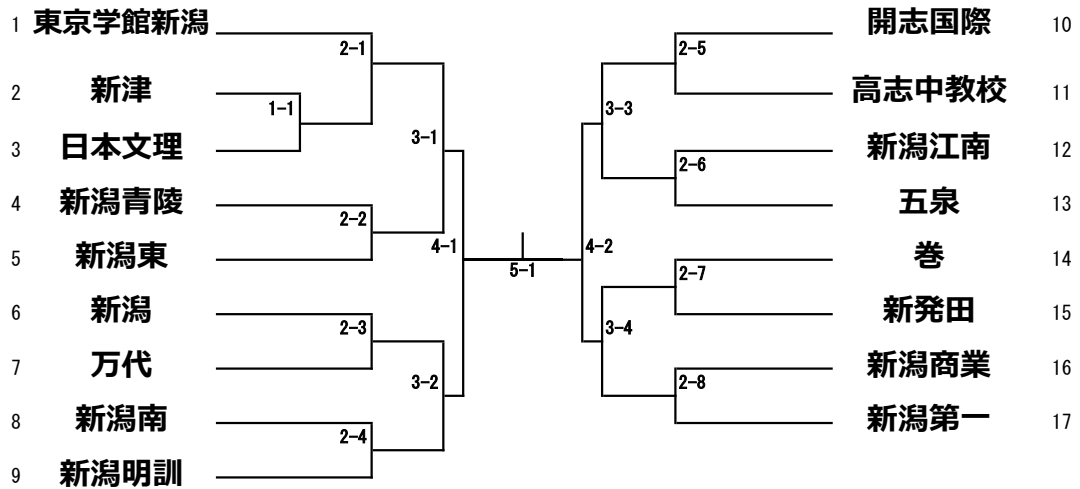 1 東京学館新潟
2-1
2 新津
1-1
3 日本文理
3-1
4 新潟青陵
2-2
5 新潟東
4-1
6 新潟
2-3
7 万代
3-2
8 新潟南
2-4
9 新潟明訓
5-1
開志国際 10
2-5
高志中教校 11
3-3
新潟江南 12
2-6
五泉 13
4-2
巻 14
2-7
新発田 15
3-4
新潟商業 16
2-8
新潟第一 17